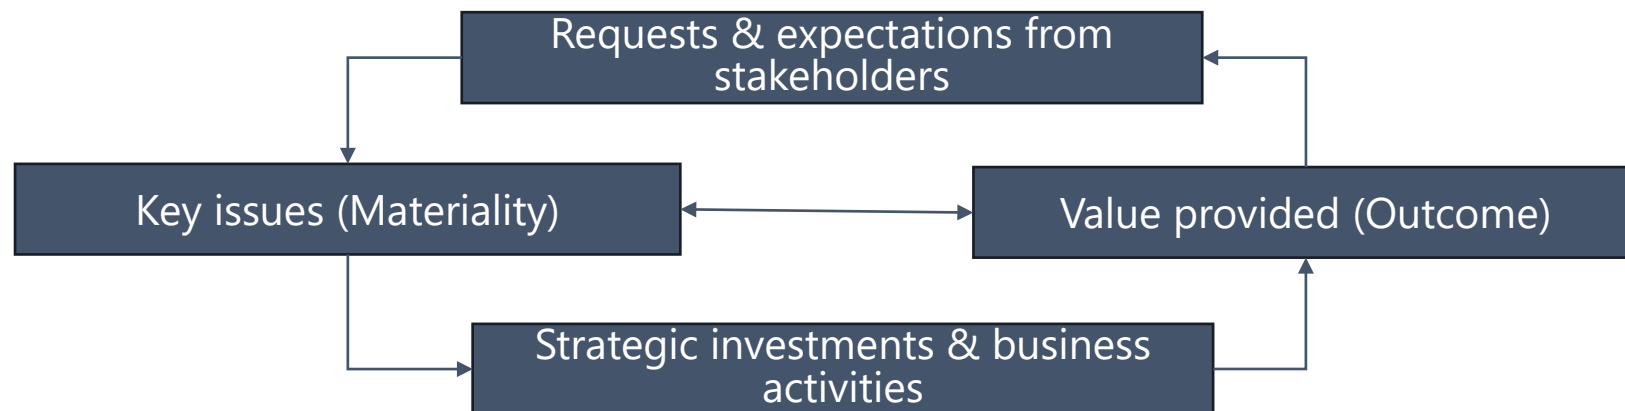 Requests & expectations from
stakeholders
Key issues (Materiality)
Value provided (Outcome)
Strategic investments & business
activities